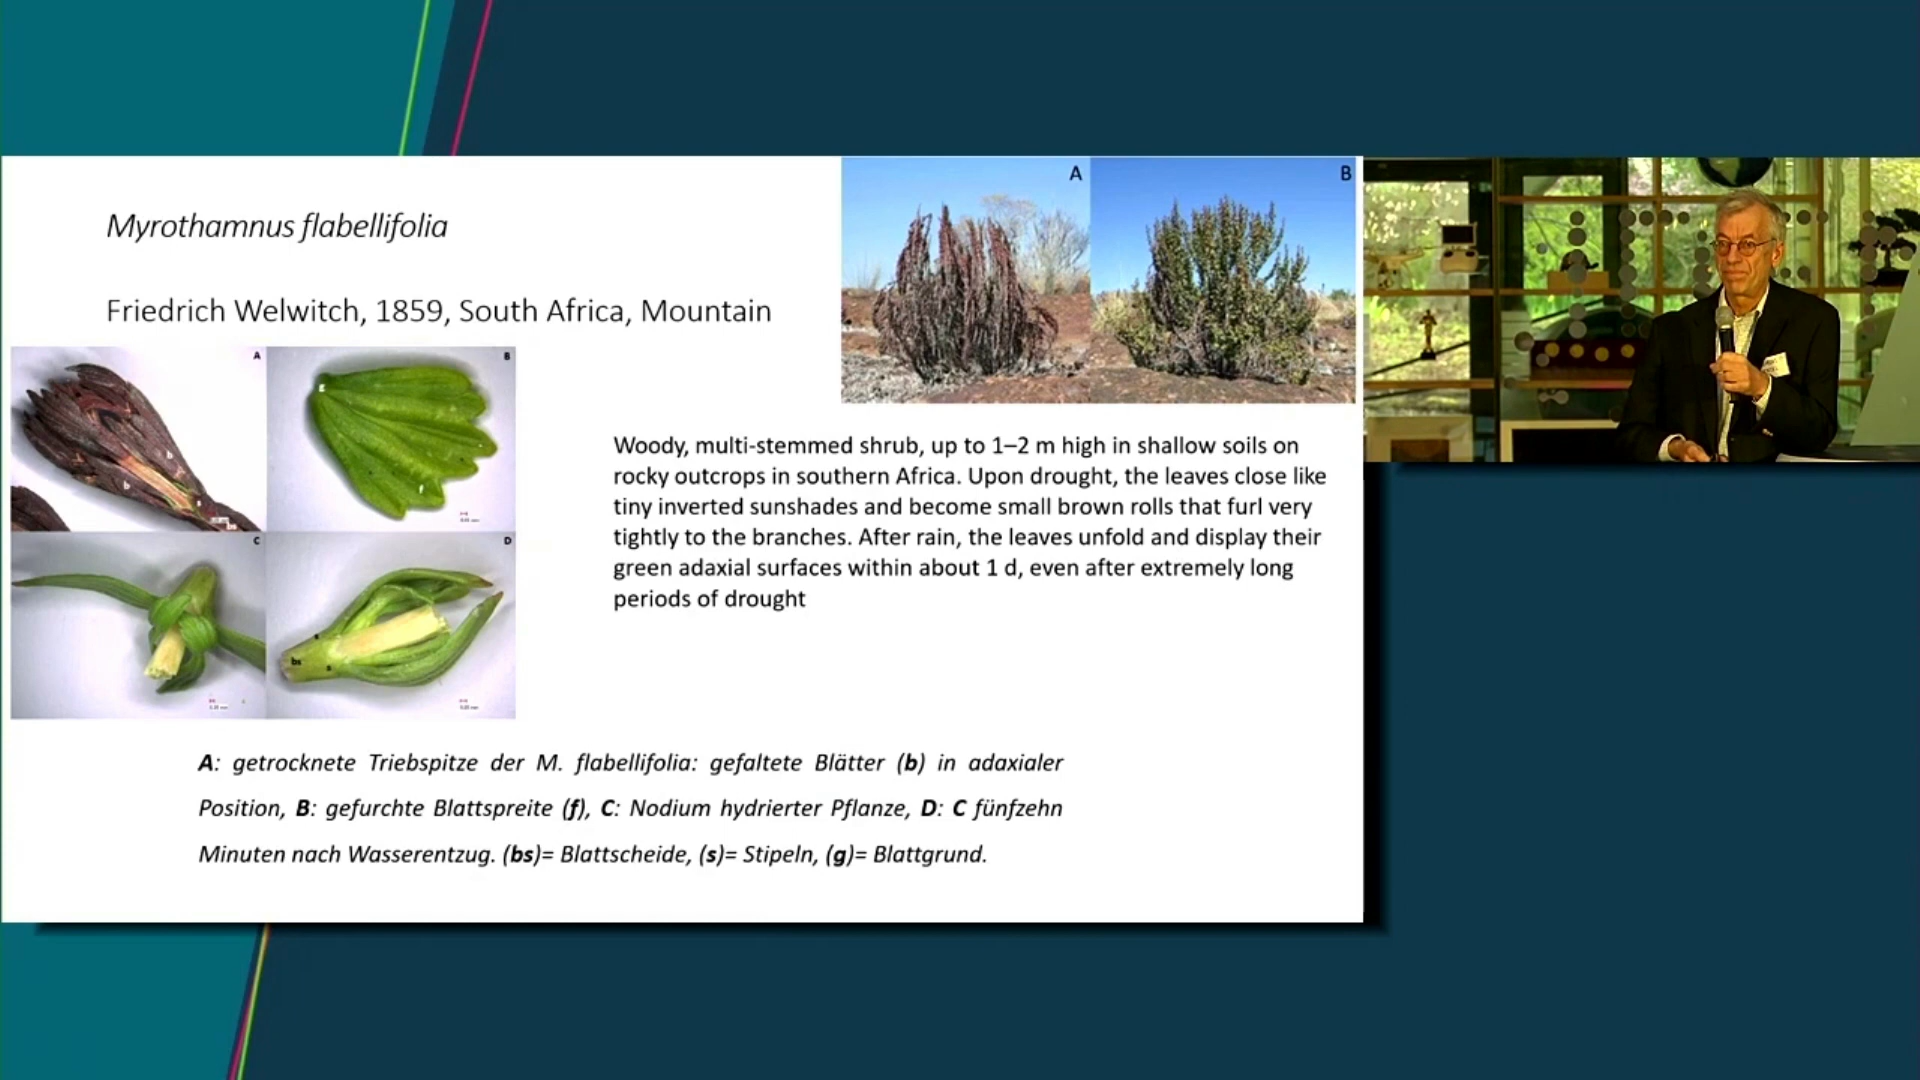 Myrothamnus flabellifolia
Friedrich Welwitch, 1859, South Africa, Mountain
A
B
A
b
b
s
B
g
f
C
D
s
bs
s
Woody, multi-stemmed shrub, up to 1–2 m high in shallow soils on
rocky outcrops in southern Africa. Upon drought, the leaves close like
tiny inverted sunshades and become small brown rolls that furl very
tightly to the branches. After rain, the leaves unfold and display their
green adaxial surfaces within about 1 d, even after extremely long
periods of drought
A: getrocknete Triebspitze der M. flabellifolia: gefaltete Blätter (b) in adaxialer
Position, B: gefurchte Blattspreite (f), C: Nodium hydrierter Pflanze, D: C fünfzehn
Minuten nach Wasserentzug. (bs)= Blattscheide, (s)= Stipeln, (g)= Blattgrund.